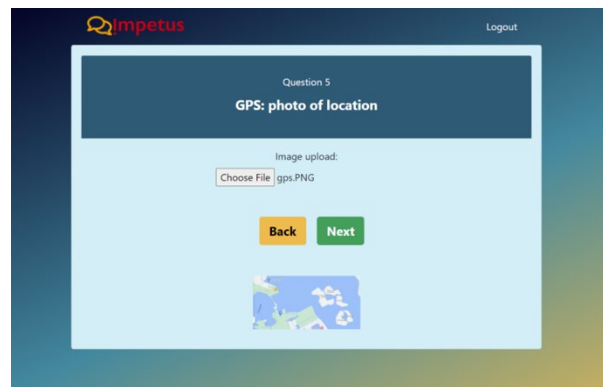 Impetus
Logout
Question 5
GPS: photo of location
Image upload:
Choose File gps.PNG
Back Next